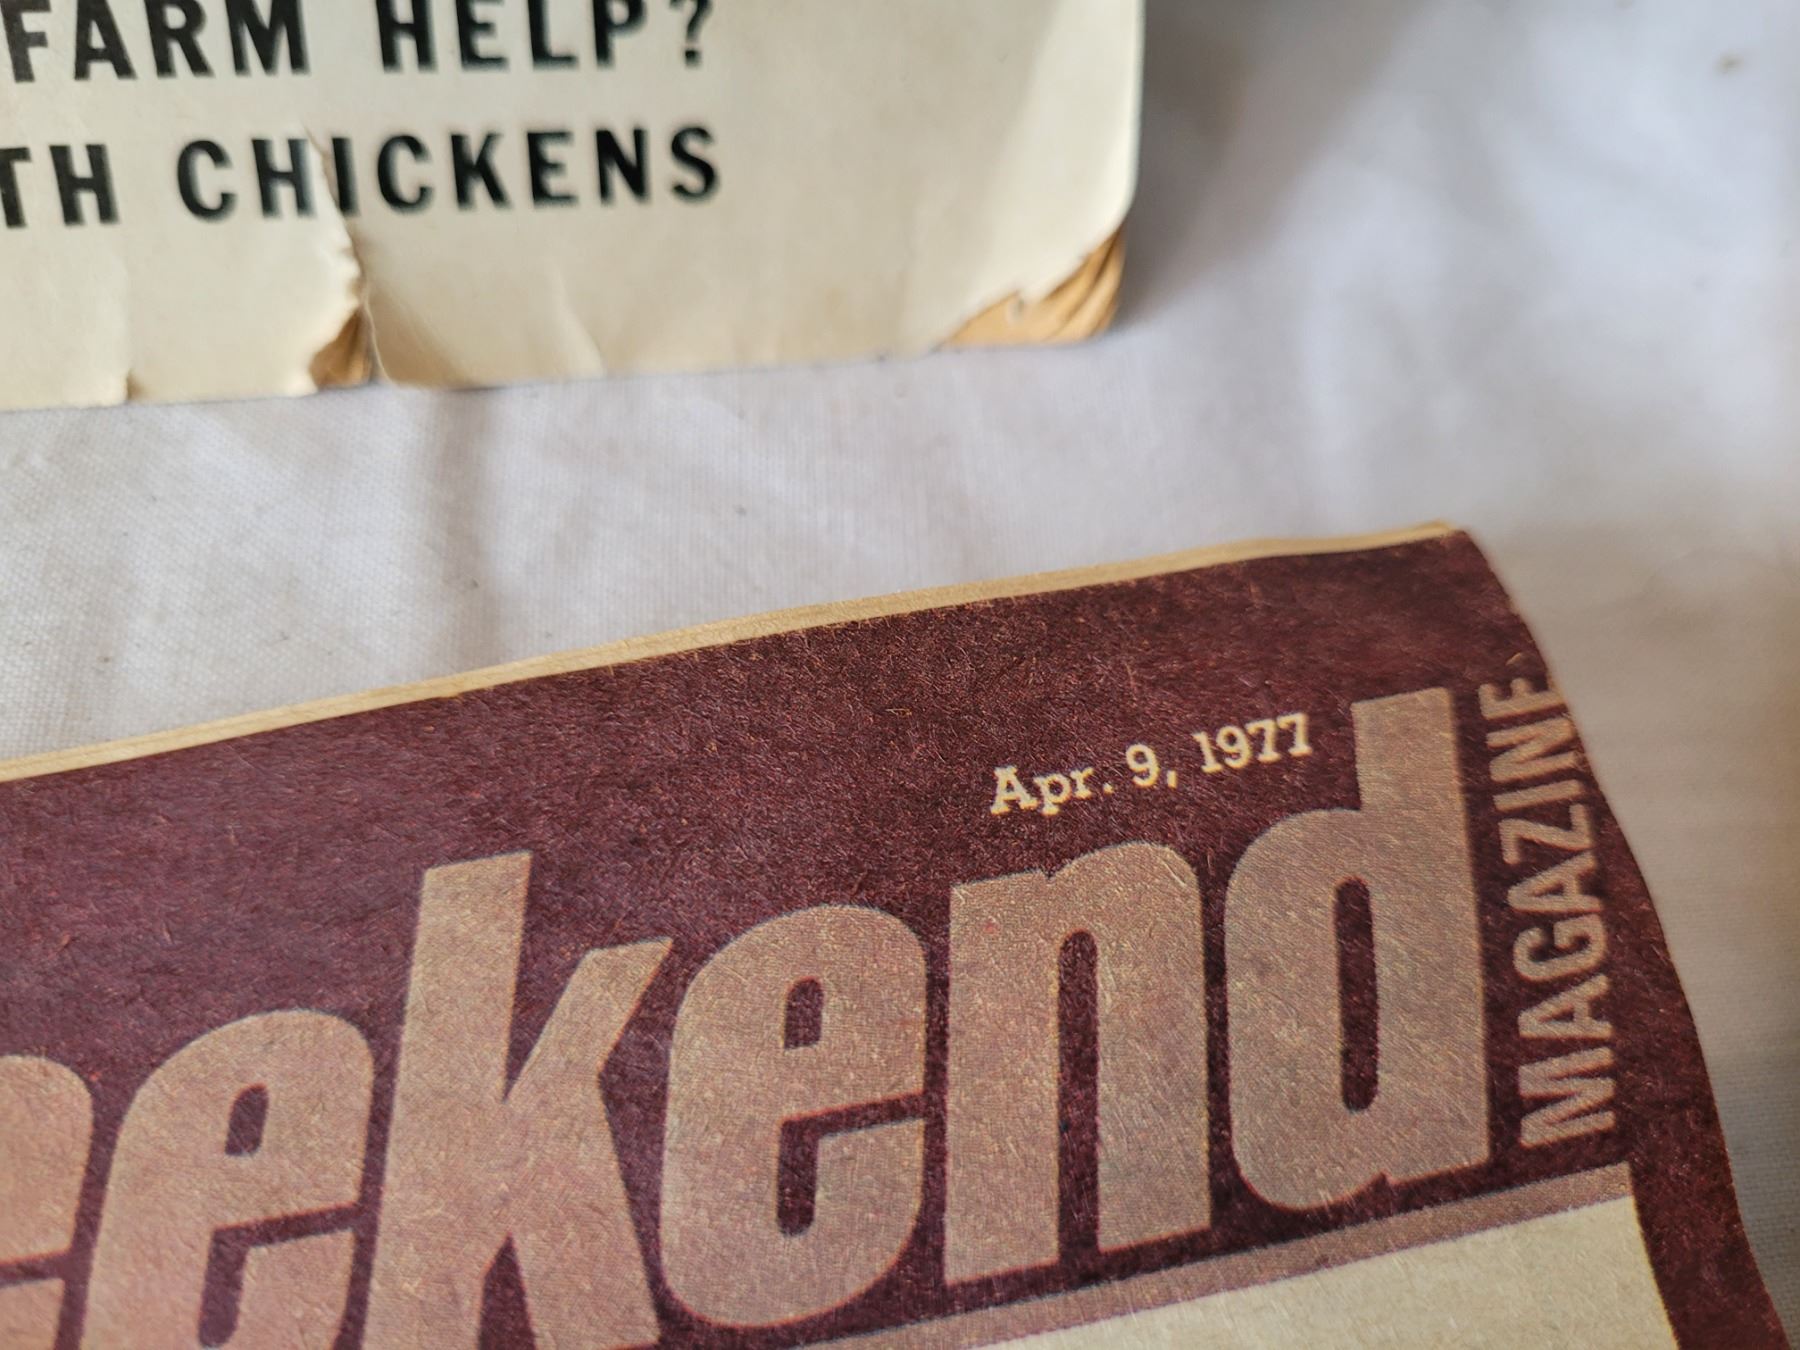 FARM HELP?
TH CHICKENS
Apr. 9, 1977
eekend
MAGAZINE